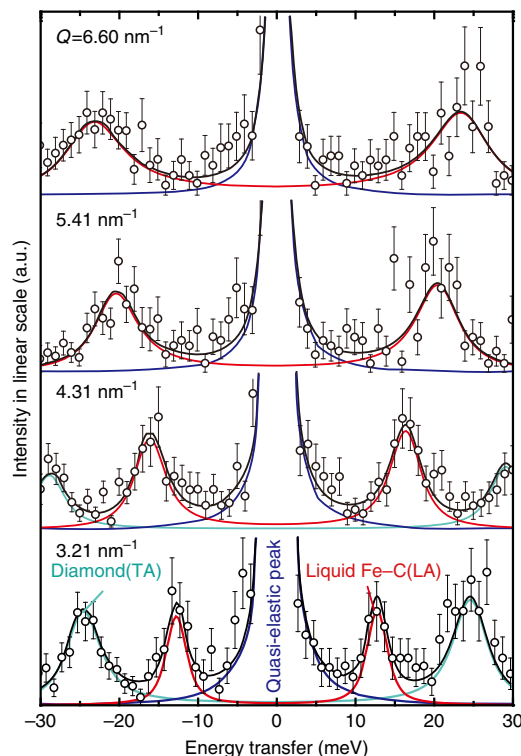 Q=6.60 nm⁻¹
5.41 nm⁻¹
4.31 nm⁻¹
3.21 nm⁻¹
Diamond(TA)
Quasi-elastic peak
Liquid Fe–C(LA)
Intensity in linear scale (a.u.)
−30 −20 −10 0 10 20 30
Energy transfer (meV)